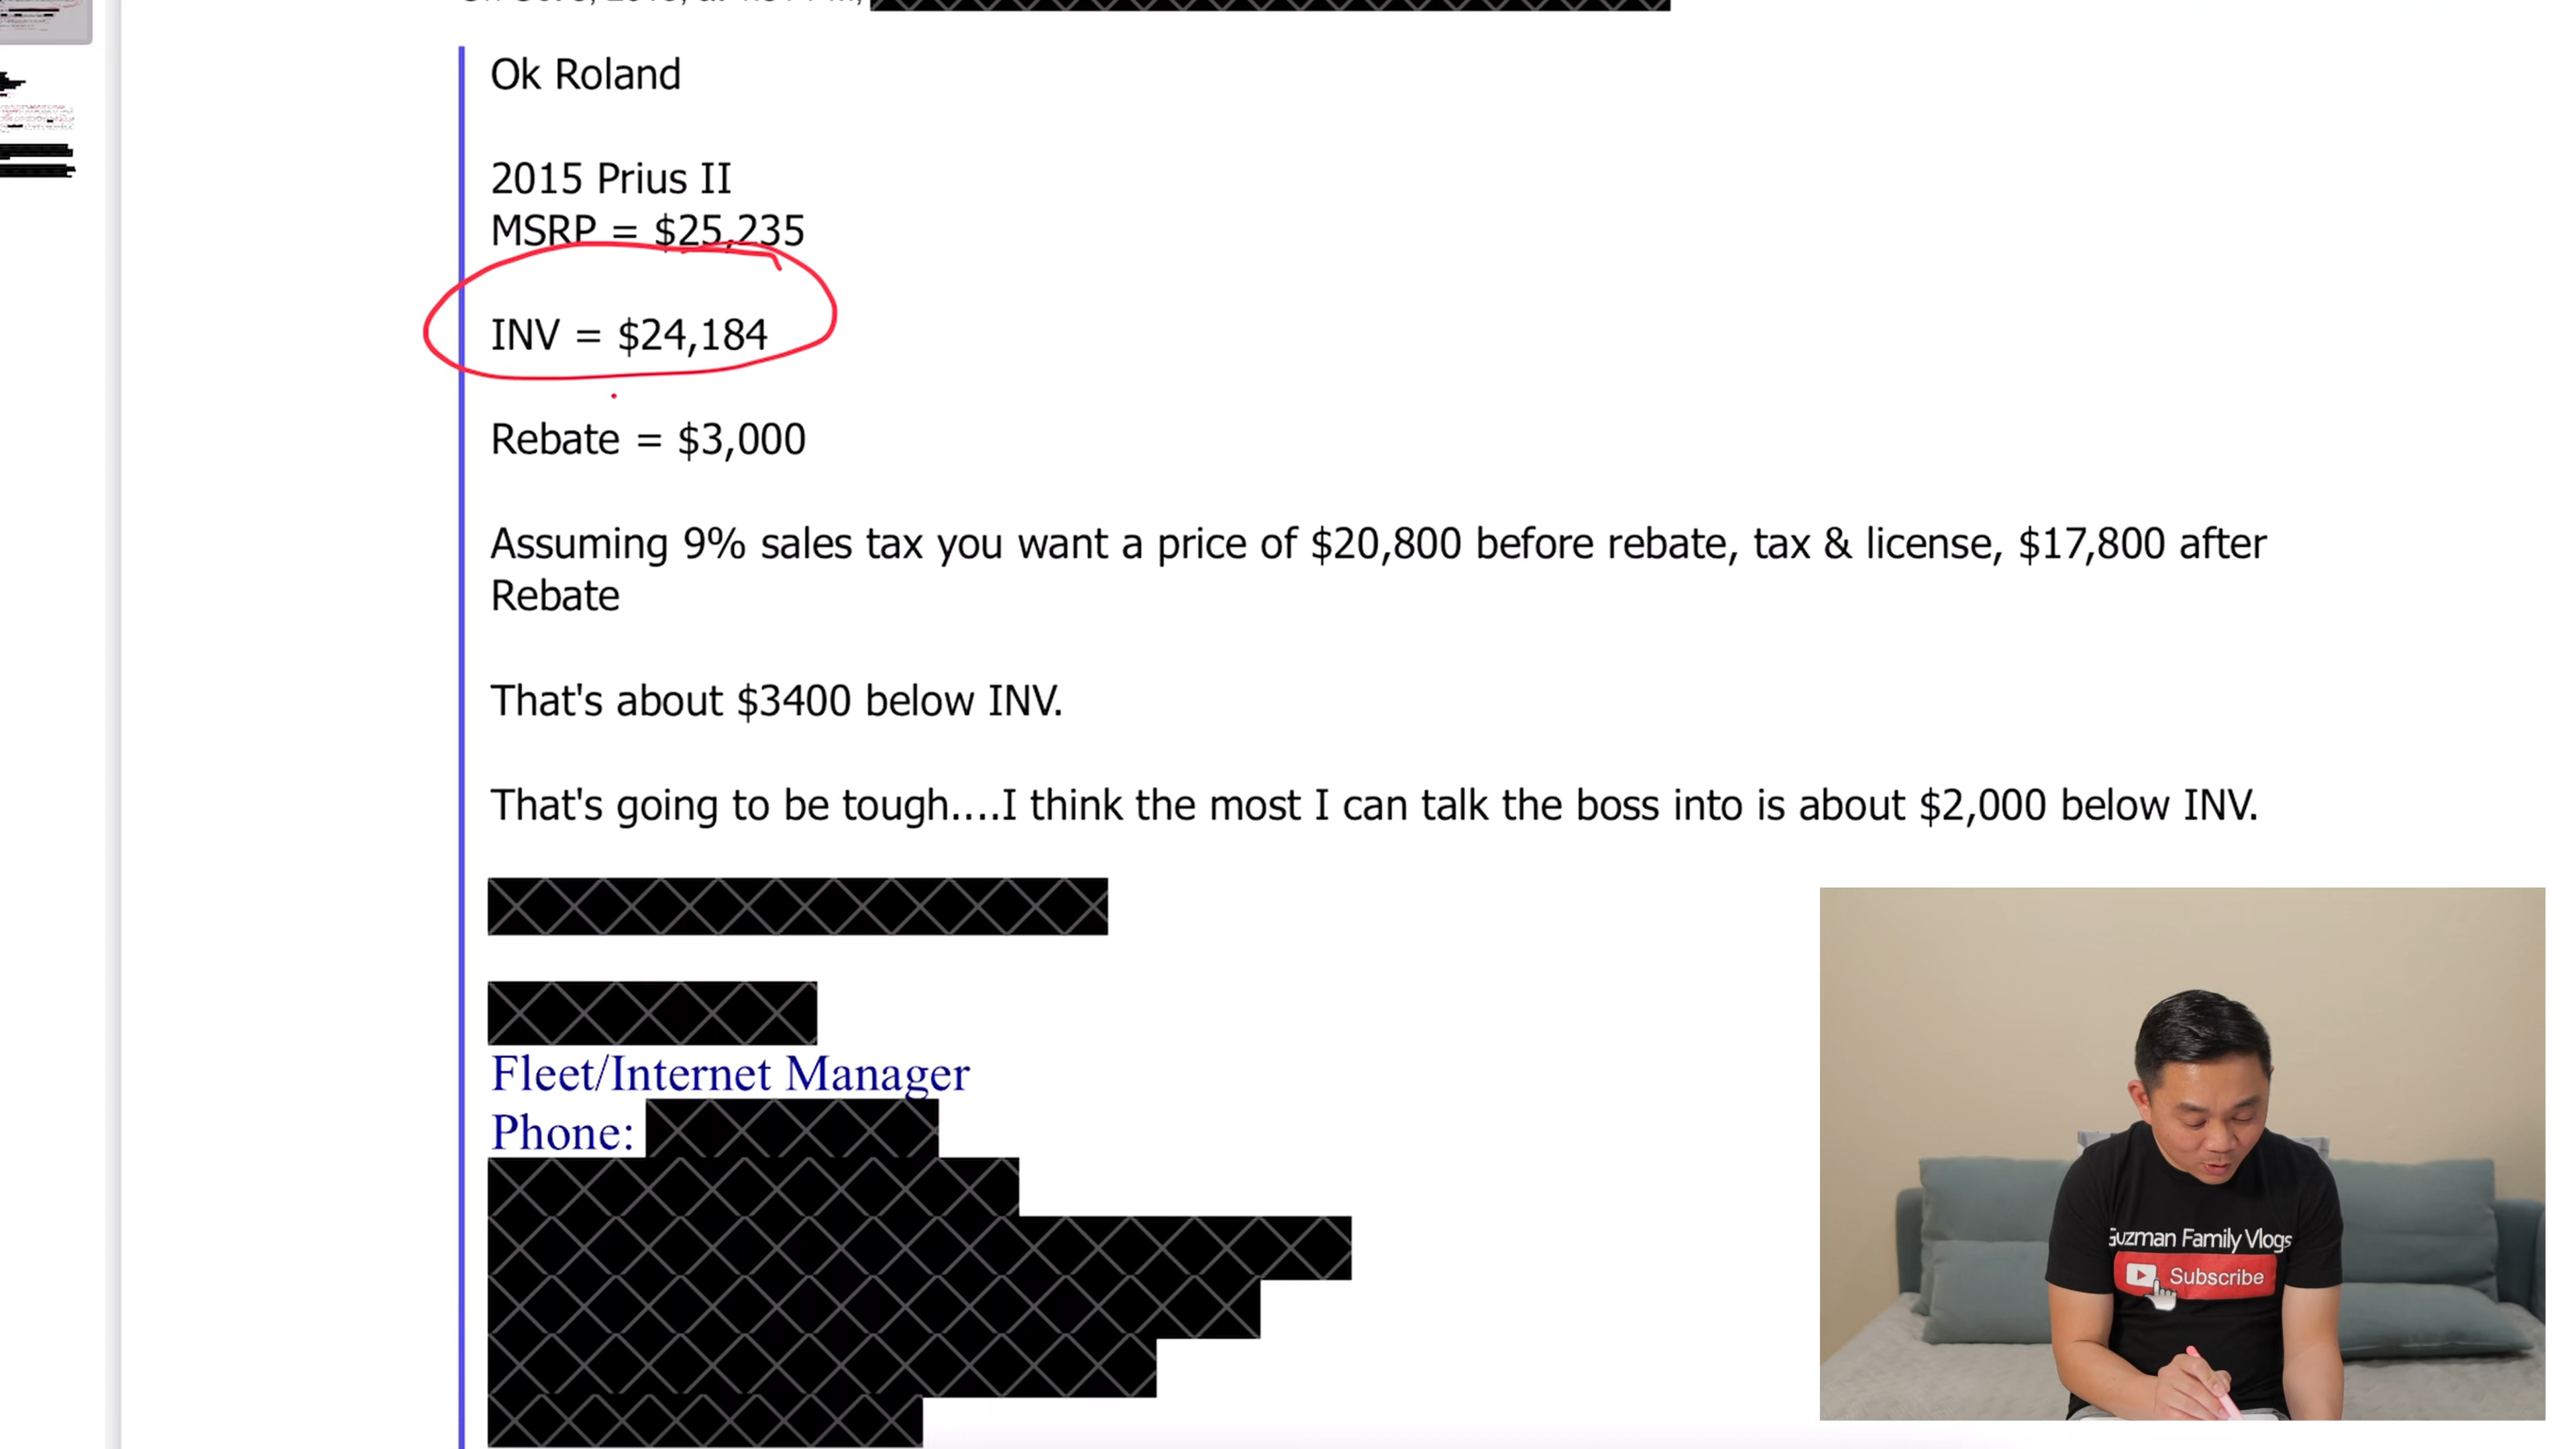 Ok Roland
2015 Prius II
MSRP = $25,235
INV = $24,184
Rebate = $3,000
Assuming 9% sales tax you want a price of $20,800 before rebate, tax & license, $17,800 after
Rebate
That's about $3400 below INV.
That's going to be tough....I think the most I can talk the boss into is about $2,000 below INV.
Fleet/Internet Manager
Phone:
Guzman Family Vlogs
Subscribe